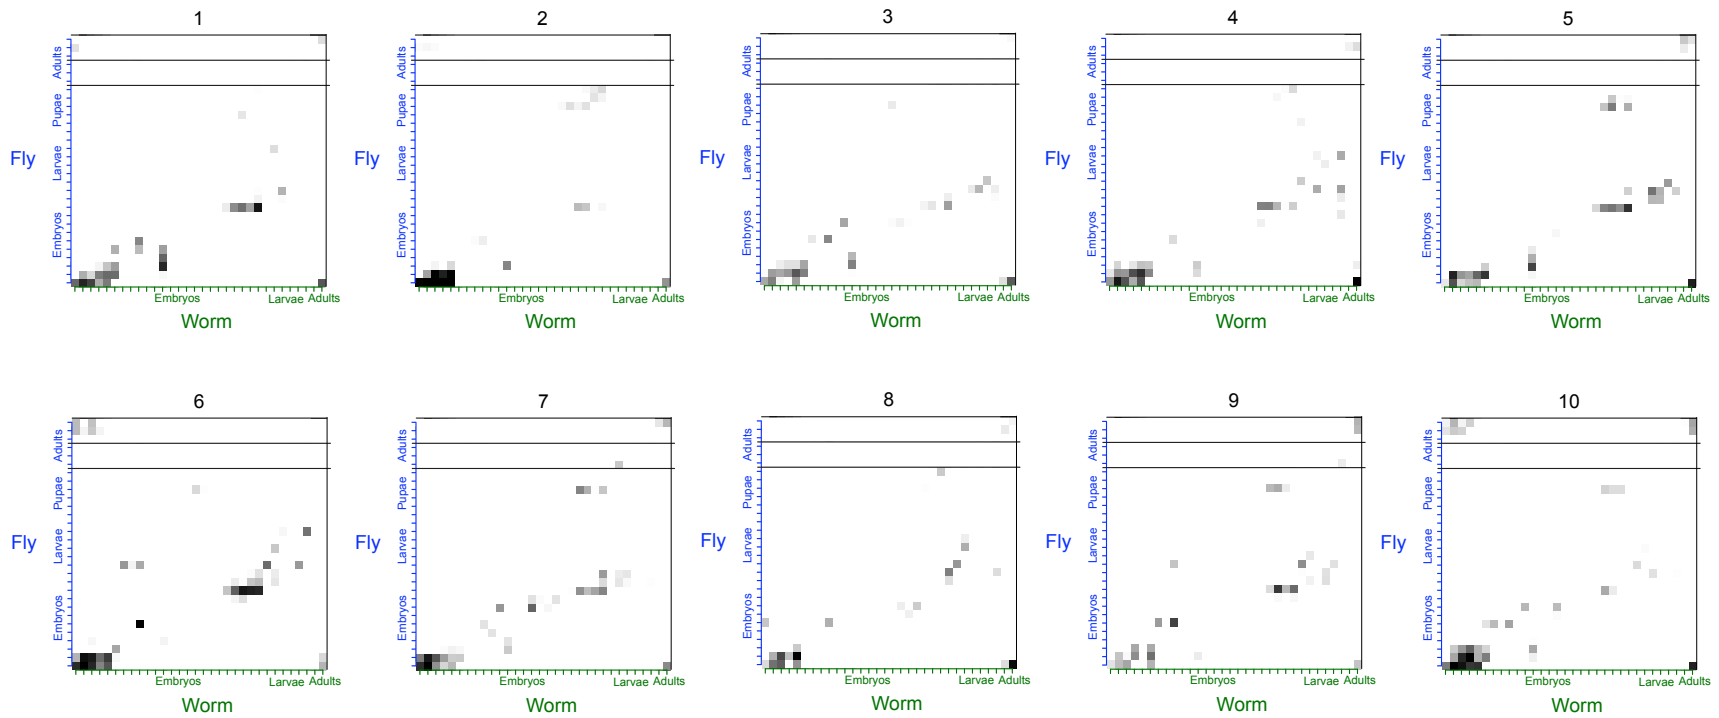 1 2 3 4 5
Fly Adults Pupae Larvae Embryos
Embryos Larvae Adults
Worm
Fly Adults Pupae Larvae Embryos
Embryos Larvae Adults
Worm
Adults Pupae Larvae Embryos
Embryos Larvae Adults
Worm
Fly Adults Pupae Larvae Embryos
Embryos Larvae Adults
Worm
Fly Adults Pupae Larvae Embryos
Embryos Larvae Adults
Worm
6 7 8 9 10
Fly Adults Pupae Larvae Embryos
Embryos Larvae Adults
Worm
Fly Adults Pupae Larvae Embryos
Embryos Larvae Adults
Worm
Fly Adults Pupae Larvae Embryos
Embryos Larvae Adults
Worm
Fly Adults Pupae Larvae Embryos
Embryos Larvae Adults
Worm
Fly Adults Pupae Larvae Embryos
Embryos Larvae Adults
Worm